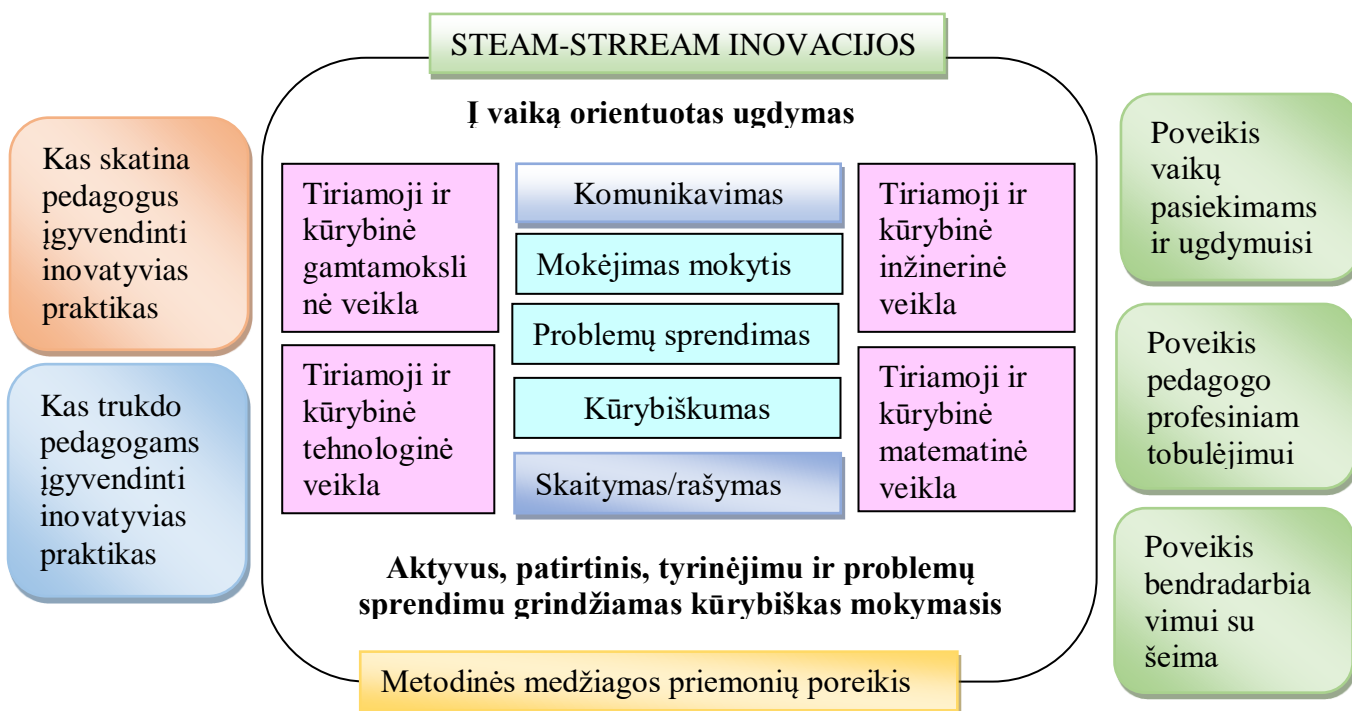 STEAM-STRREAM INOVACIJOS
Į vaiką orientuotas ugdymas
Kas skatina
pedagogus
įgyvendinti
inovatyvias
praktikas
Kas trukdo
pedagogams
įgyvendinti
inovatyvias
praktikas
Tiriamoji ir
kūrybinė
gamtamoksli
nė veikla
Tiriamoji ir
kūrybinė
tehnologinė
veikla
Komunikavimas
Mokėjimas mokytis
Problemų sprendimas
Kūrybiškumas
Skaitymas/rašymas
Tiriamoji ir
kūrybinė
inžinerinė
veikla
Tiriamoji ir
kūrybinė
matematinė
veikla
Aktyvus, patirtinis, tyrinėjimu ir problemų
sprendimu grindžiamas kūrybiškas mokymasis
Metodinės medžiagos priemonių poreikis
Poveikis
vaikų
pasiekimams
ir ugdymuisi
Poveikis
pedagogo
profesiniam
tobulėjimui
Poveikis
bendradarbia
vimui su
šeima